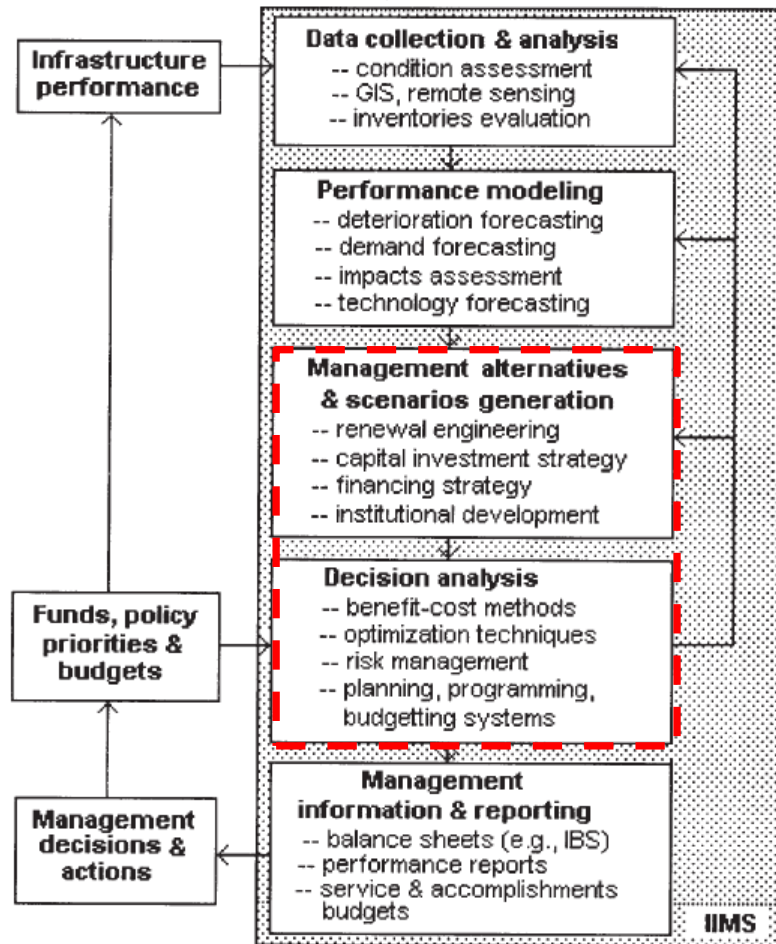 Infrastructure
performance
Data collection & analysis
-- condition assessment
-- GIS, remote sensing
-- inventories evaluation
Performance modeling
-- deterioration forecasting
-- demand forecasting
-- impacts assessment
-- technology forecasting
Management alternatives
& scenarios generation
-- renewal engineering
-- capital investment strategy
-- financing strategy
-- institutional development
Funds, policy
priorities &
budgets
Decision analysis
-- benefit-cost methods
-- optimization techniques
-- risk management
-- planning, programming,
budgetting systems
Management
decisions &
actions
Management
information & reporting
-- balance sheets (e.g., IBS)
-- performance reports
-- service & accomplishments
budgets
IIMS